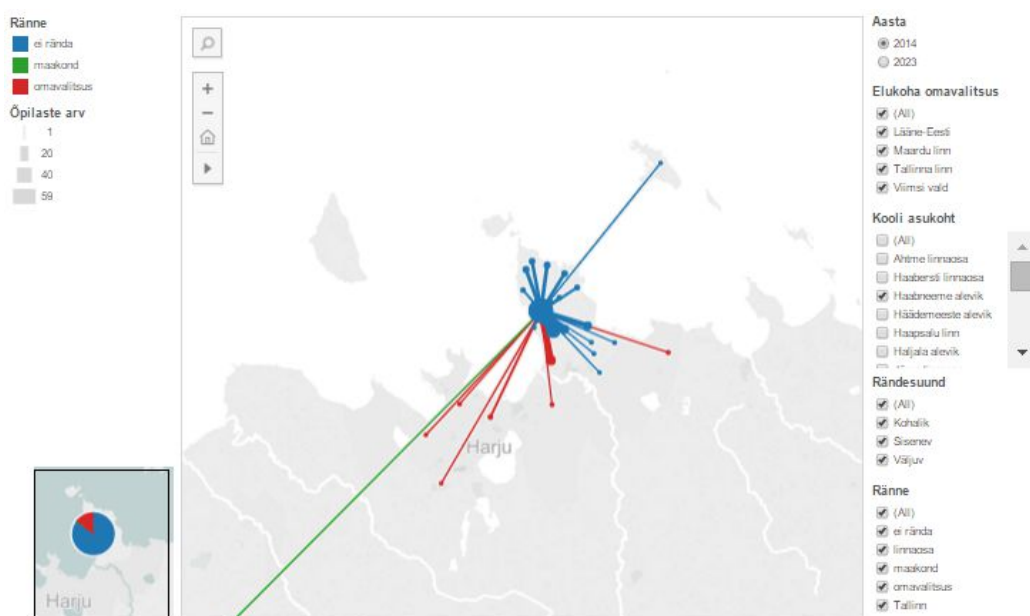 Ränne
ei rända
maakond
omavalitsus
Õpilaste arv
1
20
40
59
Harju
Harju
Aasta
2014
2023
Elukoha omavalitsus
(All)
Lääne-Eesti
Maardu linn
Tallinna linn
Viimsi vald
Kooli asukoht
(All)
Ahtme linnaosa
Haabersti linnaosa
Haabneeme alevik
Häädemeeste alevik
Haapsalu linn
Haljala alevik
Rändesuund
(All)
Kohalik
Sisenev
Väljuv
Ränne
(All)
ei rända
linnaosa
maakond
omavalitsus
Tallinn